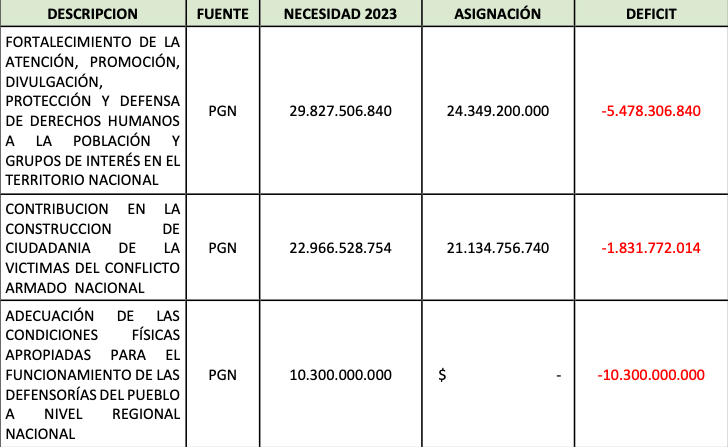 DESCRIPCION FUENTE NECESIDAD 2023 ASIGNACIÓN DEFICIT
FORTALECIMIENTO DE LA
ATENCIÓN, PROMOCIÓN,
DIVULGACIÓN,
PROTECCIÓN Y DEFENSA
DE DERECHOS HUMANOS
A LA POBLACIÓN Y
GRUPOS DE INTERÉS EN EL
TERRITORIO NACIONAL
PGN 29.827.506.840 24.349.200.000 -5.478.306.840
CONTRIBUCION EN LA
CONSTRUCCION DE
CIUDADANIA DE LA
VICTIMAS DEL CONFLICTO
ARMADO NACIONAL
PGN 22.966.528.754 21.134.756.740 -1.831.772.014
ADECUACIÓN DE LAS
CONDICIONES FÍSICAS
APROPIADAS PARA EL
FUNCIONAMIENTO DE LAS
DEFENSORÍAS DEL PUEBLO
A NIVEL REGIONAL
NACIONAL
PGN 10.300.000.000 $ - -10.300.000.000